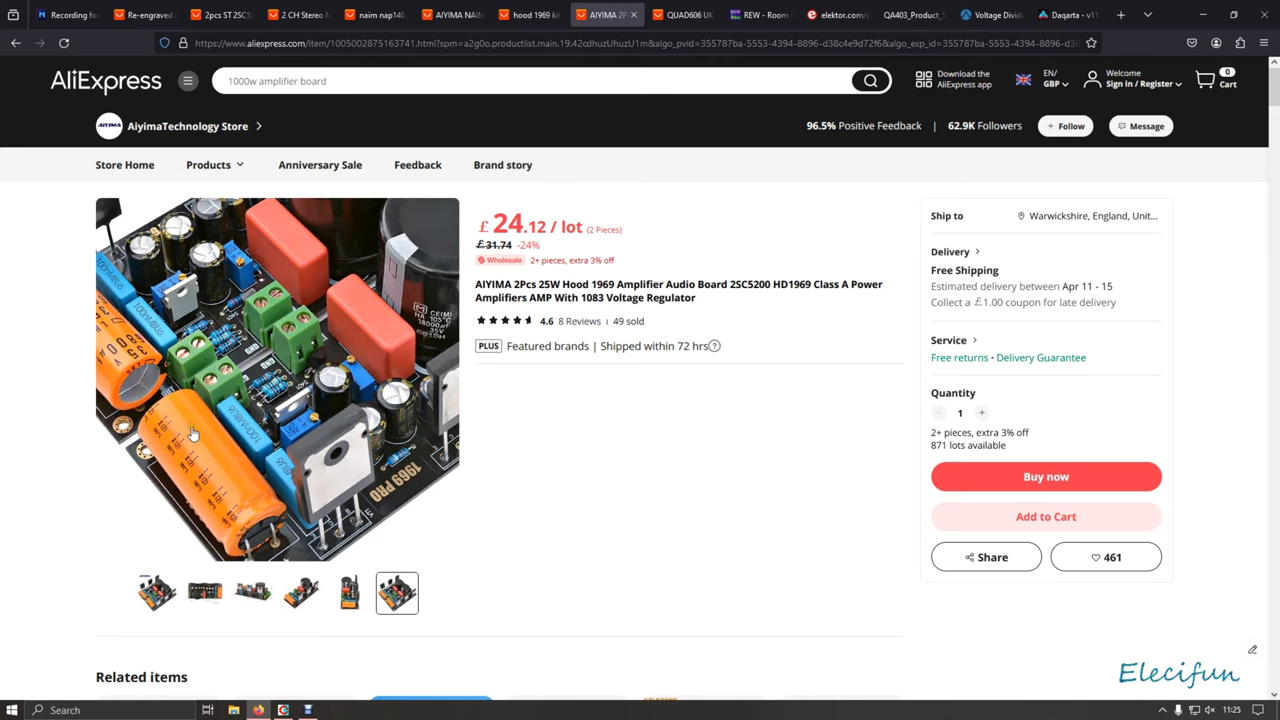 Recording for
Re-engraved
2pcs ST 2SC5
2 CH Stereo
naim nap140
AIYIMA NAI
hood 1969 kit
AIYIMA 2P
QUAD606 UK
REW - Room
elektor.com/
QA403_Product_S
Voltage Divid
Daqarta - v1
https://www.aliexpress.com/item/1005002875163741.html?spm=a2g0o.productlist.main.19.42cdhuzUhuzU1m&algo_pvid=355787ba-5553-4394-8896-d38c4e9d72f6&algo_exp_id=355787ba-5553-4394-8896-d38
AliExpress
1000w amplifier board
Download the
AliExpress app
EN/
GBP
Welcome
Sign in / Register
0
Cart
AIYIMA
AiyimaTechnology Store
96.5% Positive Feedback | 62.9K Followers
+ Follow
Message
Store Home
Products
Anniversary Sale
Feedback
Brand story
£ 24.12 / lot (2 Pieces)
£31.74 -24%
Wholesale 2+ pieces, extra 3% off
AIYIMA 2Pcs 25W Hood 1969 Amplifier Audio Board 2SC5200 HD1969 Class A Power
Amplifiers AMP With 1083 Voltage Regulator
4.6 8 Reviews 49 sold
PLUS Featured brands | Shipped within 72 hrs
Ship to
Warwickshire, England, Unit...
Delivery
Free Shipping
Estimated delivery between Apr 11 - 15
Collect a £1.00 coupon for late delivery
Service
Free returns · Delivery Guarantee
Quantity
1
2+ pieces, extra 3% off
871 lots available
Buy now
Add to Cart
Share
461
1969 PRO
Related items
Elecifun
Search
11:25